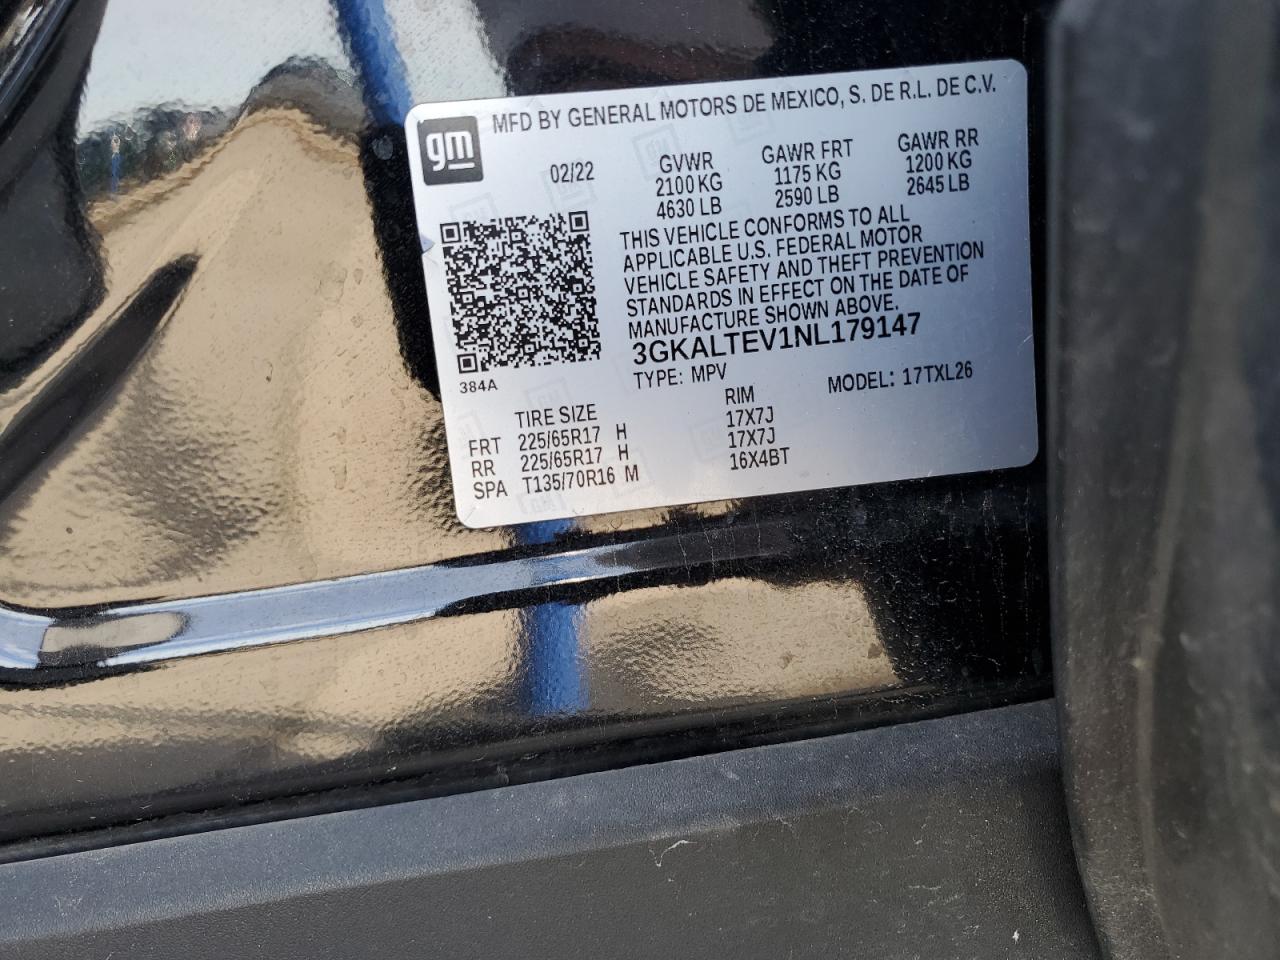 gm
MFD BY GENERAL MOTORS DE MEXICO, S. DE R.L. DE C.V.
02/22 GVWR GAWR FRT GAWR RR
2100 KG 1175 KG 1200 KG
4630 LB 2590 LB 2645 LB
THIS VEHICLE CONFORMS TO ALL
APPLICABLE U.S. FEDERAL MOTOR
VEHICLE SAFETY AND THEFT PREVENTION
STANDARDS IN EFFECT ON THE DATE OF
MANUFACTURE SHOWN ABOVE.
3GKALTEV1NL179147
384A TYPE: MPV MODEL: 17TXL26
TIRE SIZE RIM
FRT 225/65R17 H 17X7J
RR 225/65R17 H 17X7J
SPA T135/70R16 M 16X4BT